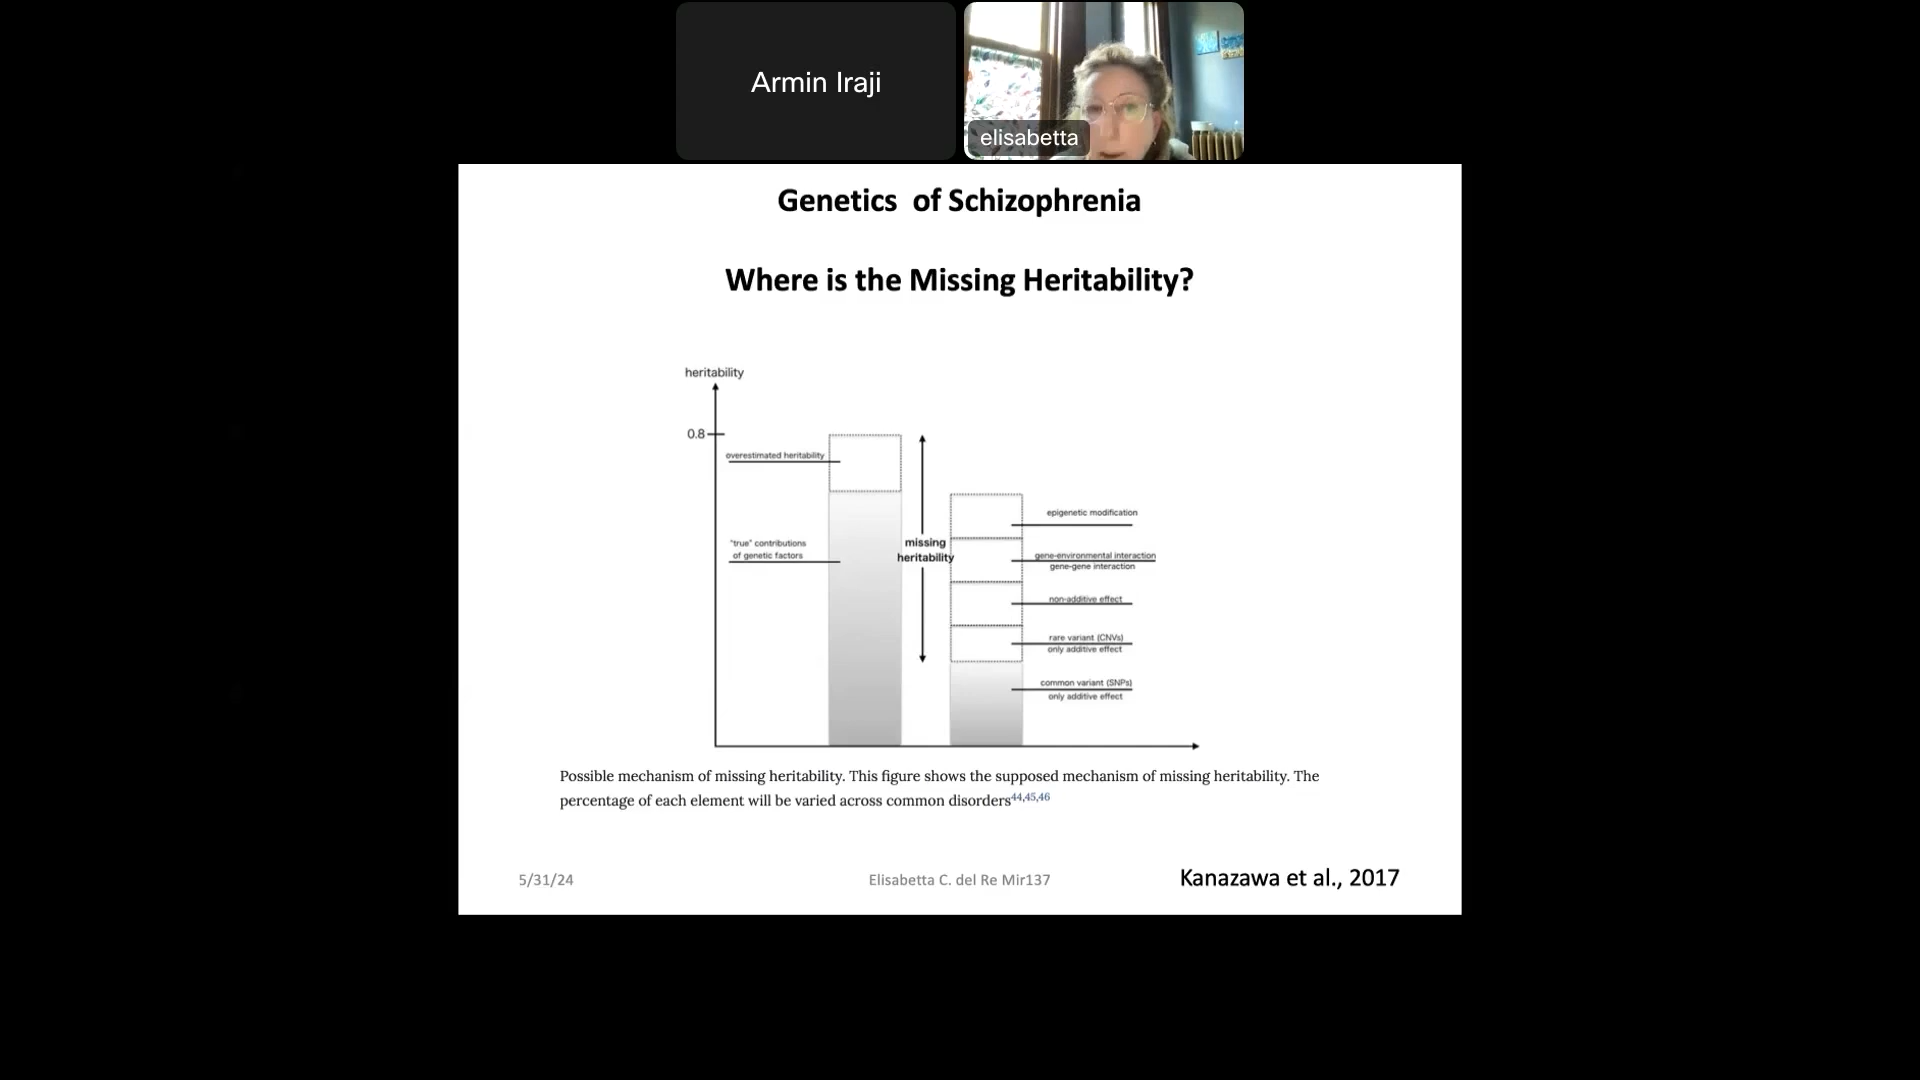 Armin Iraji
elisabetta
Genetics of Schizophrenia
Where is the Missing Heritability?
heritability
0.8
overestimated heritability
"true" contributions
of genetic factors
missing
heritability
epigenetic modification
gene-environmental interaction
gene-gene interaction
non-additive effect
rare variant (CNVs)
only additive effect
common variant (SNPs)
only additive effect
Possible mechanism of missing heritability. This figure shows the supposed mechanism of missing heritability. The
percentage of each element will be varied across common disorders44,45,46
5/31/24
Elisabetta C. del Re Mir137
Kanazawa et al., 2017